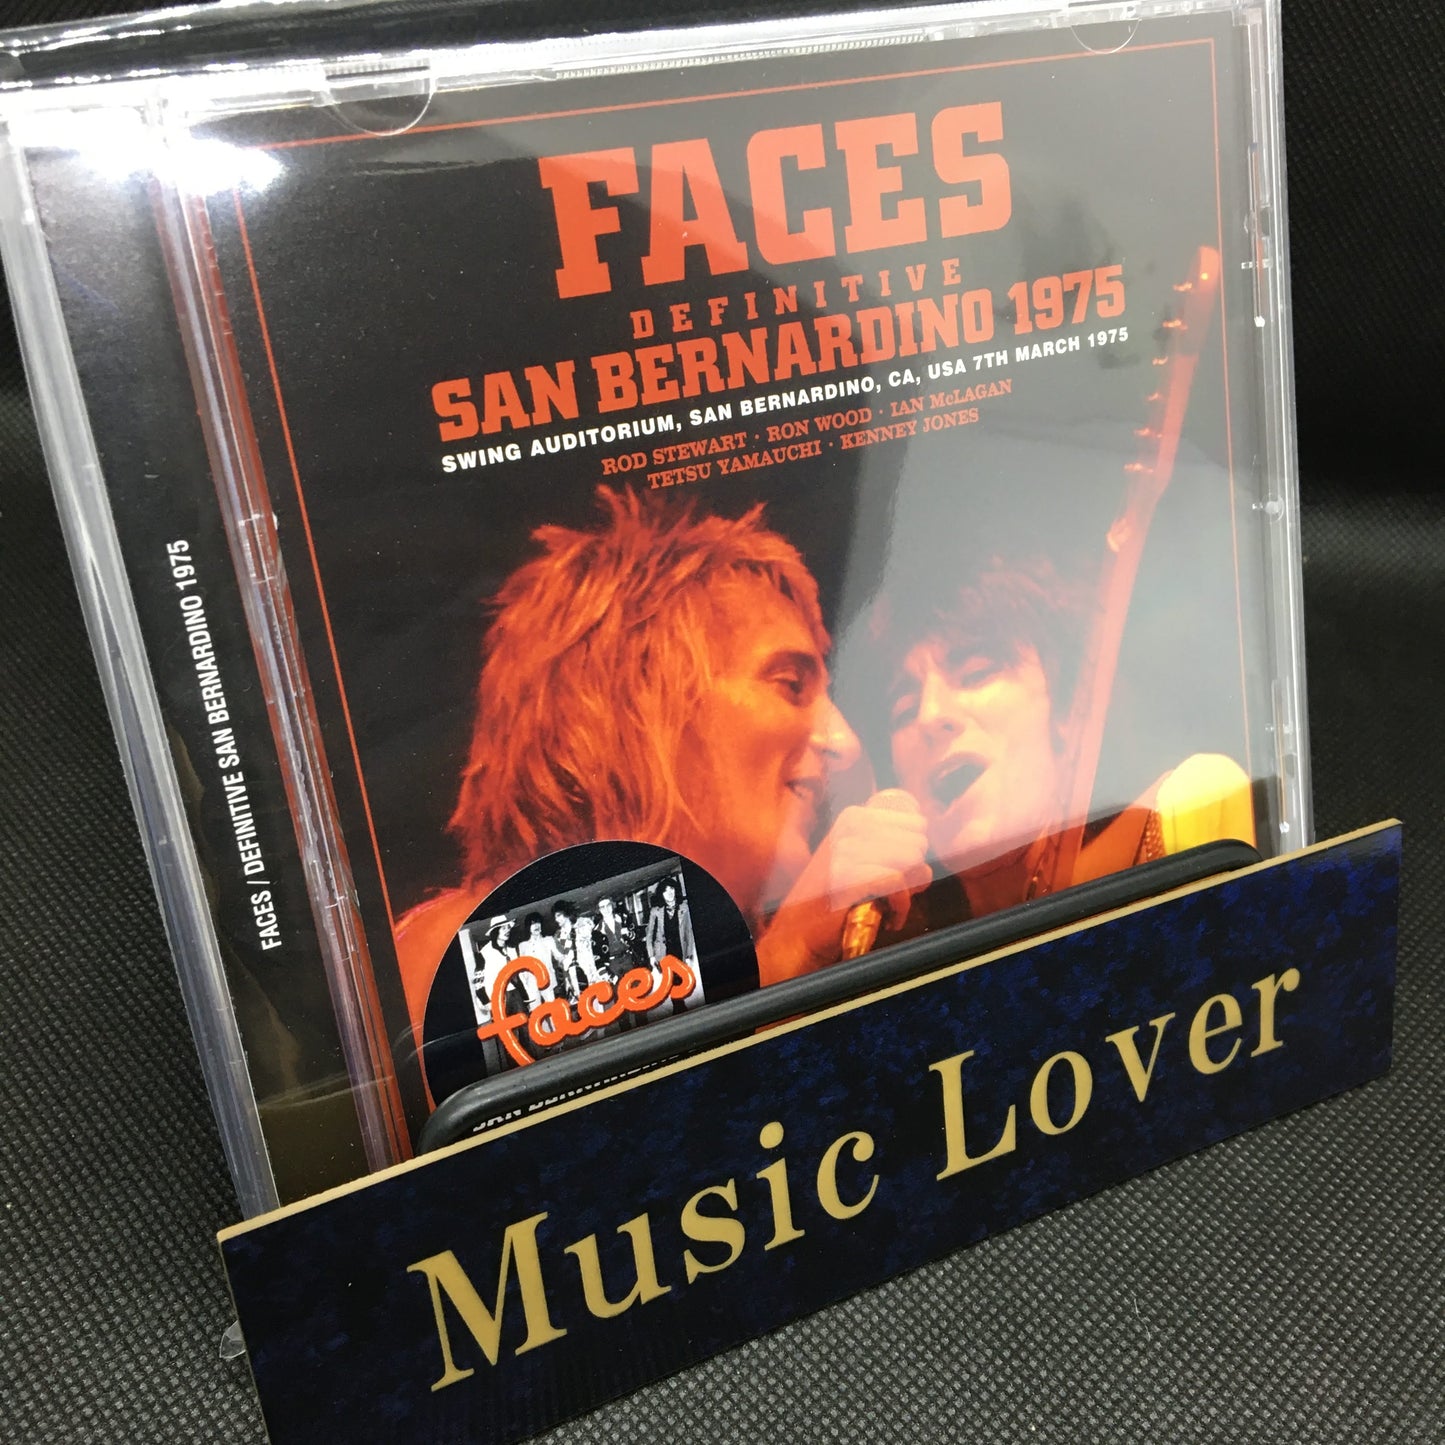 FACES
DEFINITIVE
SAN BERNARDINO 1975
SWING AUDITORIUM, SAN BERNARDINO, CA, USA 7TH MARCH 1975
ROD STEWART · RON WOOD · IAN McLAGAN
TETSU YAMAUCHI · KENNEY JONES
FACES / DEFINITIVE SAN BERNARDINO 1975
faces
Music Lover